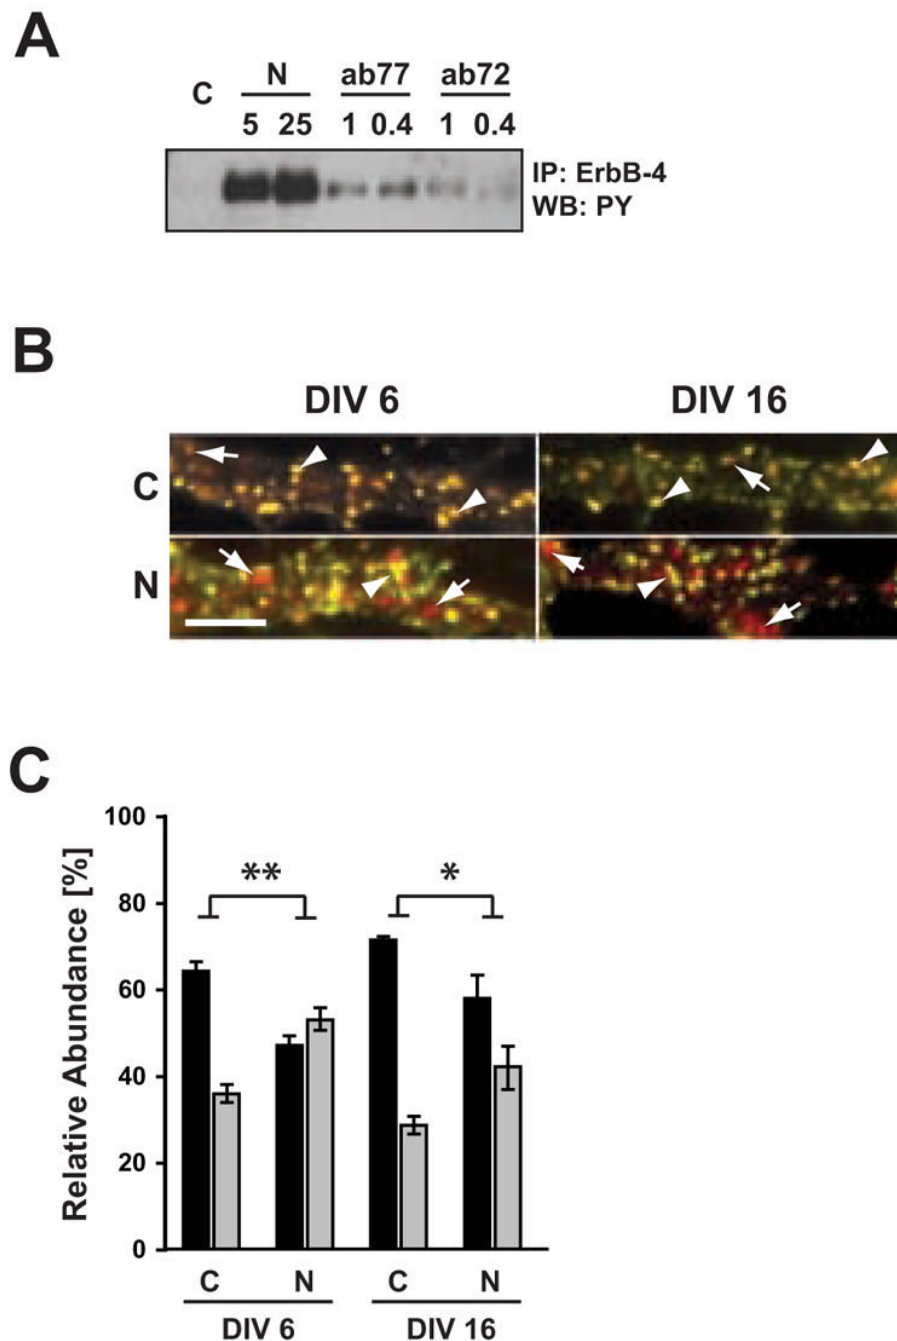 A
C N ab77 ab72
5 25 1 0.4 1 0.4
IP: ErbB-4
WB: PY
B
DIV 6 DIV 16
C
N
C
Relative Abundance [%]
100
80
60
40
20
0
** *
C N C N
DIV 6 DIV 16